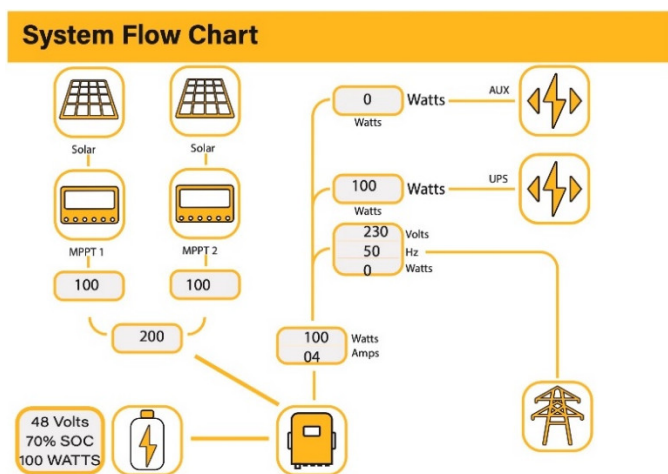 System Flow Chart
0 Watts AUX
Watts
Solar Solar
100 Watts UPS
Watts
230 Volts
50 Hz
0 Watts
MPPT 1 MPPT 2
100 100
200
100 Watts
04 Amps
48 Volts
70% SOC
100 WATTS